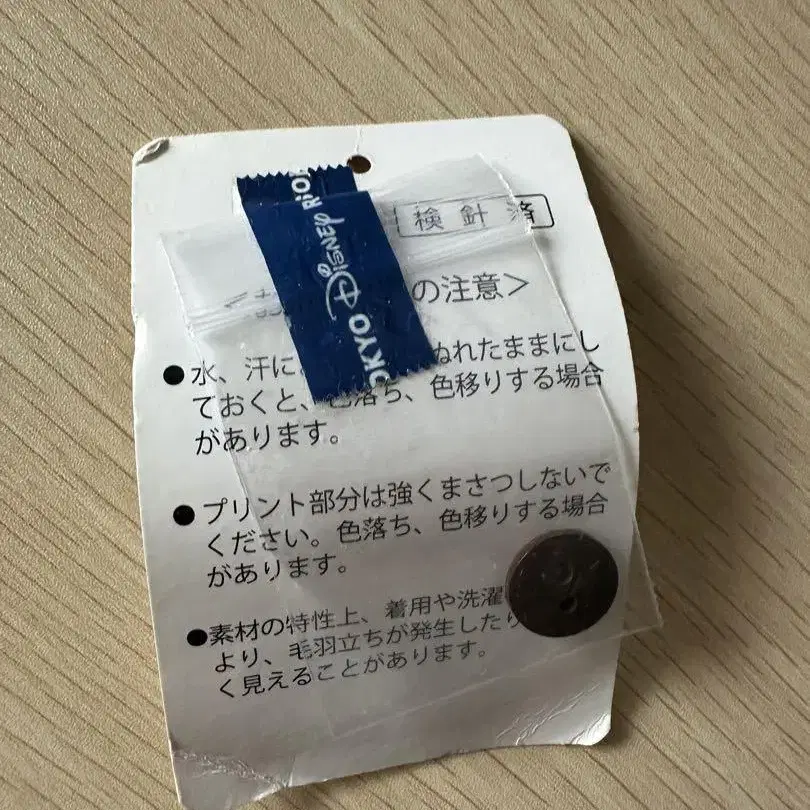 検針済
TOKYO DISNEY RESO
の注意＞
●水、汗に ぬれたままにし
ておくと、色落ち、色移りする場合
があります。
●プリント部分は強くまさつしないで
ください。色落ち、色移りする場合
があります。
●素材の特性上、着用や洗濯
より、毛羽立ちが発生したり
く見えることがあります。